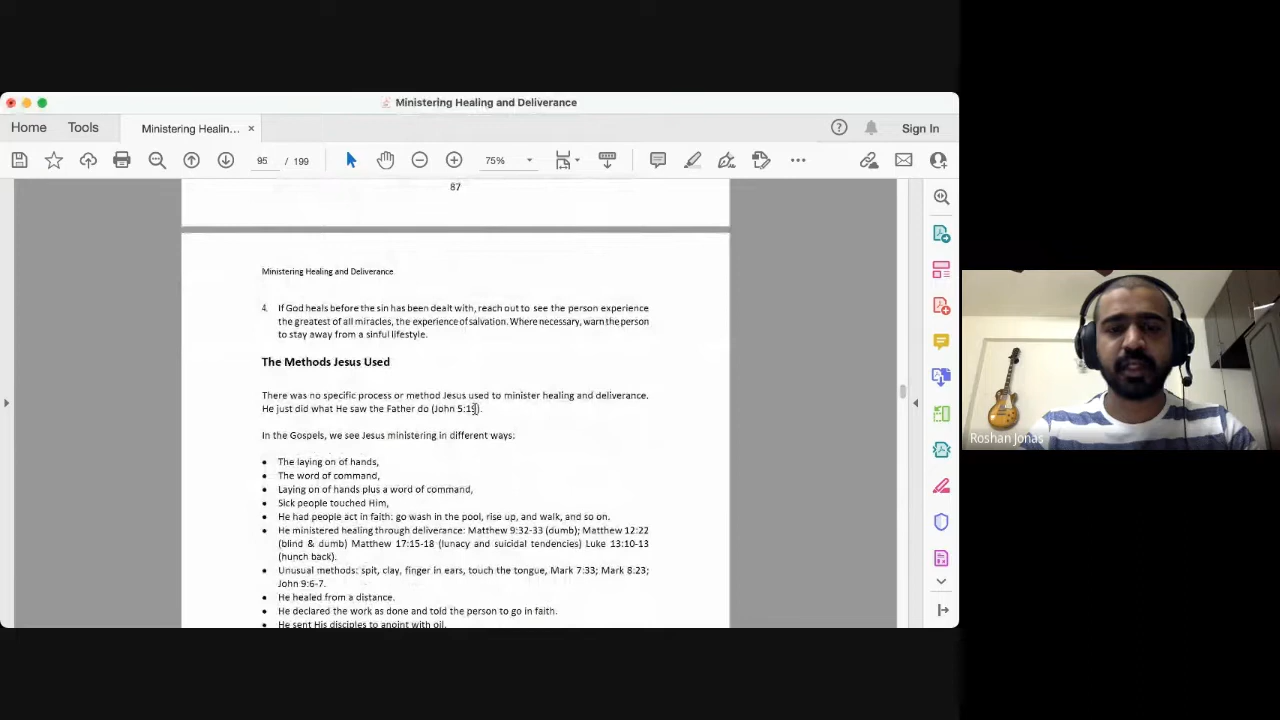 Ministering Healing and Deliverance
Home Tools Ministering Healin... × Sign In
95 / 199 75%
87
Ministering Healing and Deliverance
4. If God heals before the sin has been dealt with, reach out to see the person experience
the greatest of all miracles, the experience of salvation. Where necessary, warn the person
to stay away from a sinful lifestyle.
The Methods Jesus Used
There was no specific process or method Jesus used to minister healing and deliverance.
He just did what He saw the Father do (John 5:19).
In the Gospels, we see Jesus ministering in different ways:
• The laying on of hands,
• The word of command,
• Laying on of hands plus a word of command,
• Sick people touched Him,
• He had people act in faith: go wash in the pool, rise up, and walk, and so on.
• He ministered healing through deliverance: Matthew 9:32-33 (dumb); Matthew 12:22
(blind & dumb) Matthew 17:15-18 (lunacy and suicidal tendencies) Luke 13:10-13
(hunch back).
• Unusual methods: spit, clay, finger in ears, touch the tongue, Mark 7:33; Mark 8:23;
John 9:6-7.
• He healed from a distance.
• He declared the work as done and told the person to go in faith.
• He sent His disciples to anoint with oil.
Roshan Jonas